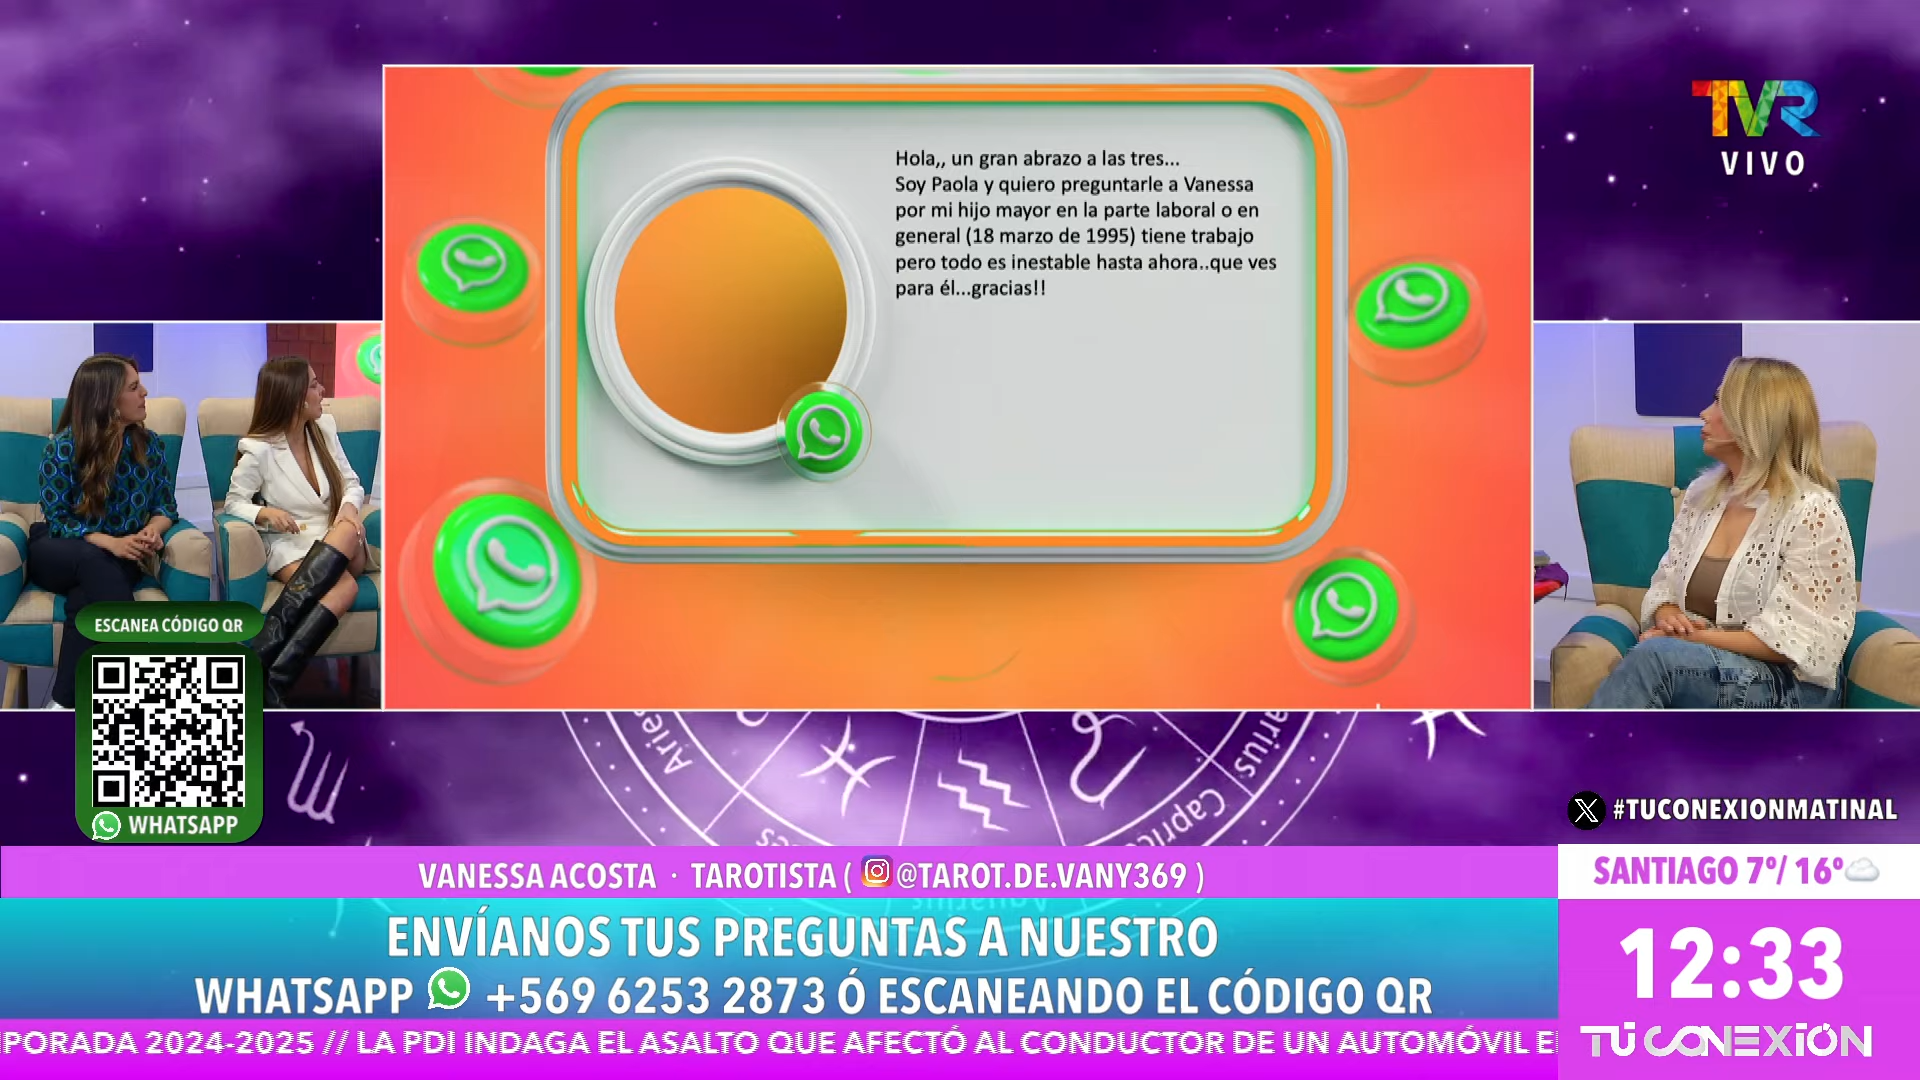 TVR
VIVO
Hola,, un gran abrazo a las tres...
Soy Paola y quiero preguntarle a Vanessa
por mi hijo mayor en la parte laboral o en
general (18 marzo de 1995) tiene trabajo
pero todo es inestable hasta ahora..que ves
para él...gracias!!
ESCANEA CÓDIGO QR
WHATSAPP
Aries
#TUCONEXIONMATINAL
VANESSA ACOSTA · TAROTISTA ( @TAROT.DE.VANY369 )
SANTIAGO 7º/ 16º
ENVÍANOS TUS PREGUNTAS A NUESTRO
WHATSAPP +569 6253 2873 Ó ESCANEANDO EL CÓDIGO QR
12:33
PORADA 2024-2025 // LA PDI INDAGA EL ASALTO QUE AFECTÓ AL CONDUCTOR DE UN AUTOMÓVIL E
TU CONEXIÓN